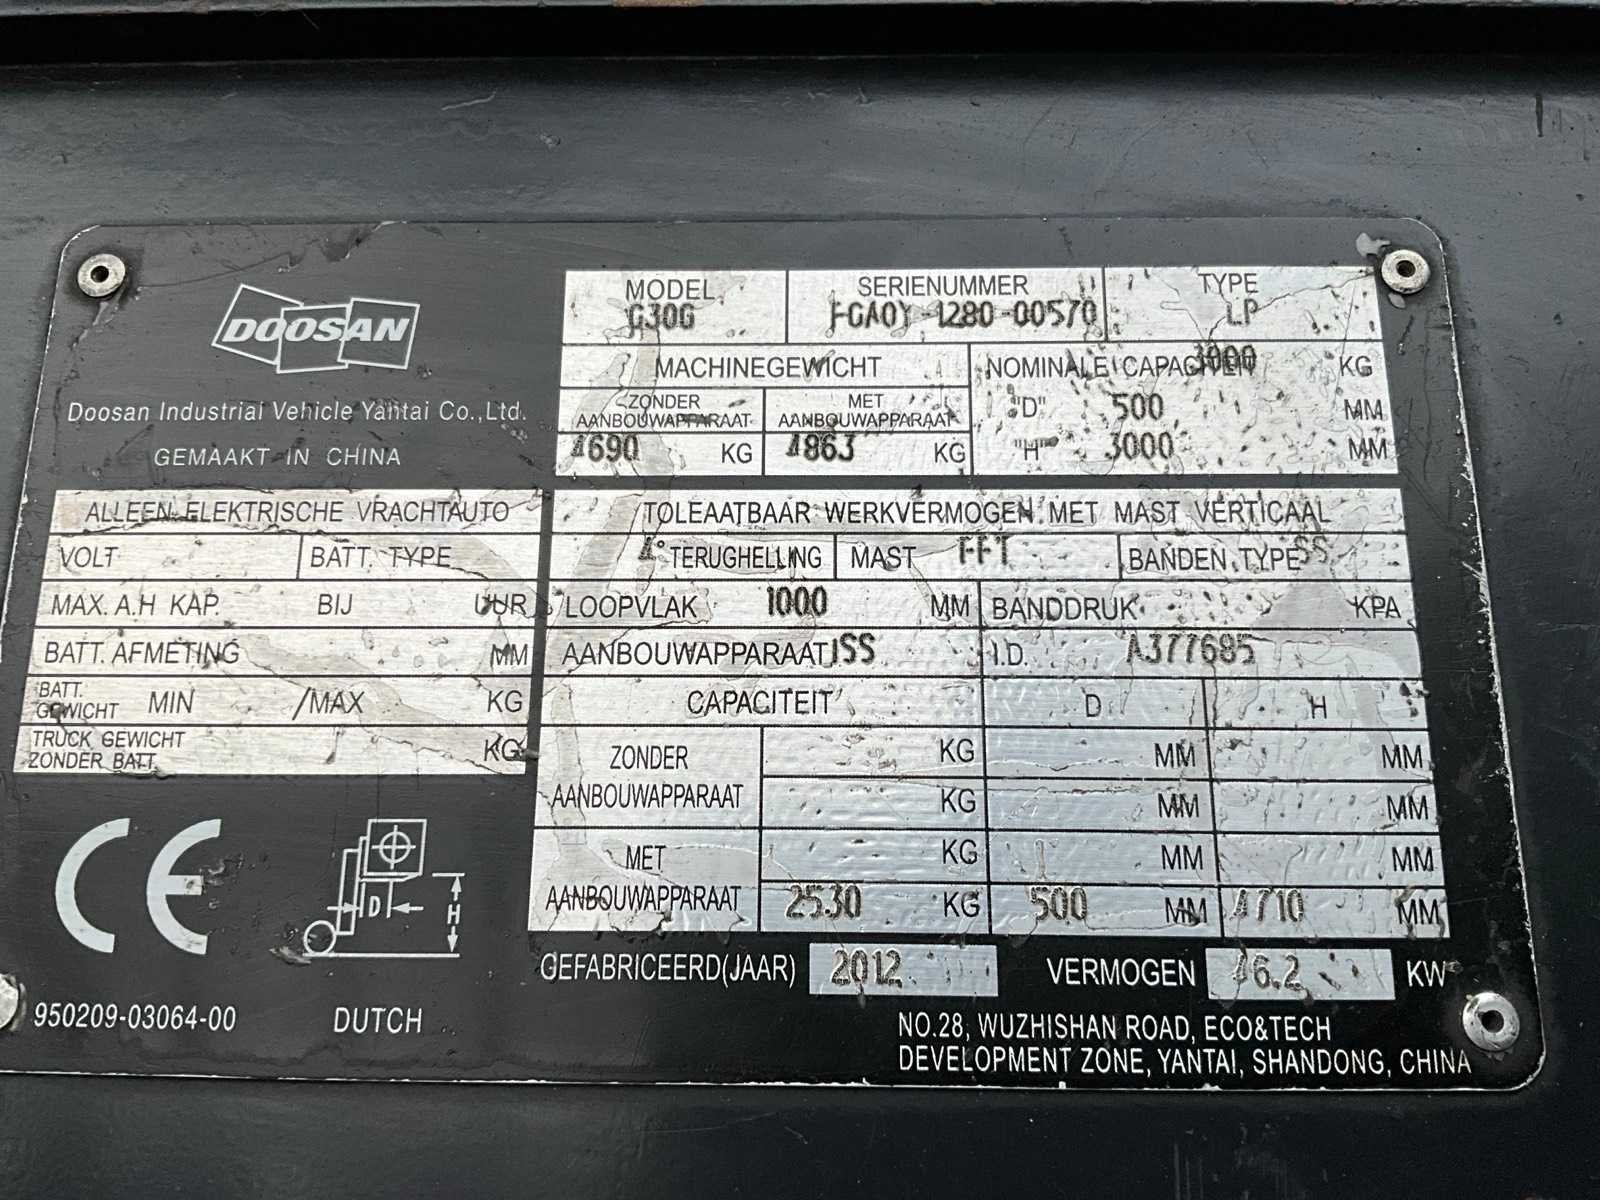 DOOSAN
Doosan Industrial Vehicle Yantai Co.,Ltd.
GEMAAKT IN CHINA
MODEL
G30G
SERIENUMMER
FGA0Y-1280-00570
TYPE
LP
MACHINEGEWICHT
ZONDER AANBOUWAPPARAAT
MET AANBOUWAPPARAAT
4690 KG
4863 KG
NOMINALE CAPACITEIT 3000 KG
"D" 500 MM
"H" 3000 MM
ALLEEN ELEKTRISCHE VRACHTAUTO
VOLT BATT. TYPE
MAX. A.H KAP. BIJ UUR
BATT. AFMETING MM
BATT. GEWICHT MIN /MAX KG
TRUCK GEWICHT ZONDER BATT. KG
TOLEAATBAAR WERKVERMOGEN MET MAST VERTICAAL
4° TERUGHELLING MAST FFT BANDEN TYPE SS
LOOPVLAK 1000 MM BANDDRUK KPA
AANBOUWAPPARAAT ISS I.D. A377685
CAPACITEIT D H
ZONDER AANBOUWAPPARAAT
KG MM MM
KG MM MM
MET AANBOUWAPPARAAT
KG MM MM
2530 KG 500 MM 4710 MM
GEFABRICEERD(JAAR) 2012 VERMOGEN 46.2 KW
CE
D
H
950209-03064-00 DUTCH
NO.28, WUZHISHAN ROAD, ECO&TECH
DEVELOPMENT ZONE, YANTAI, SHANDONG, CHINA